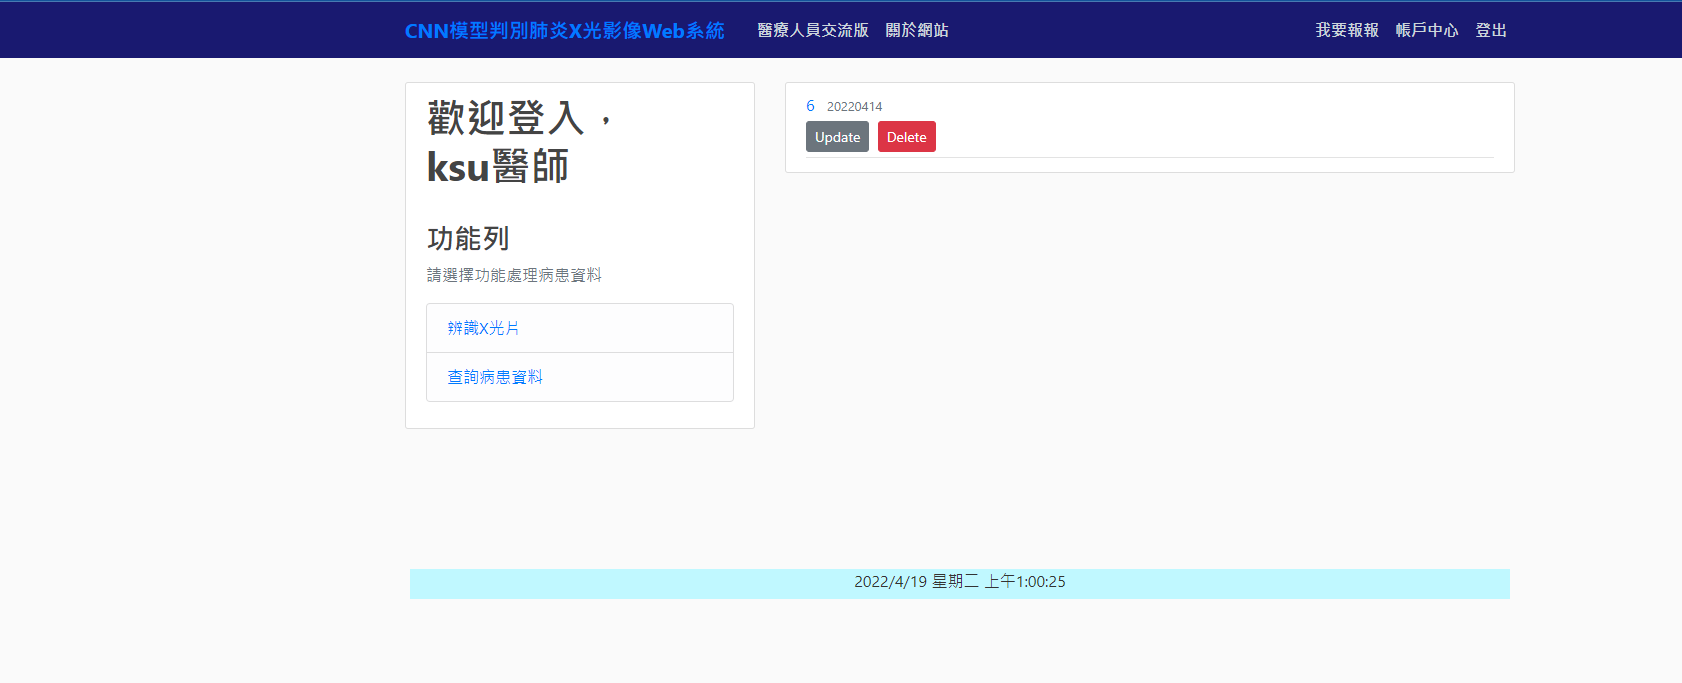 CNN模型判別肺炎X光影像Web系統 醫療人員交流版 關於網站 我要報報 帳戶中心 登出
歡迎登入，
ksu醫師
功能列
請選擇功能處理病患資料
辨識X光片
查詢病患資料
6 20220414
Update Delete
2022/4/19 星期二 上午1:00:25